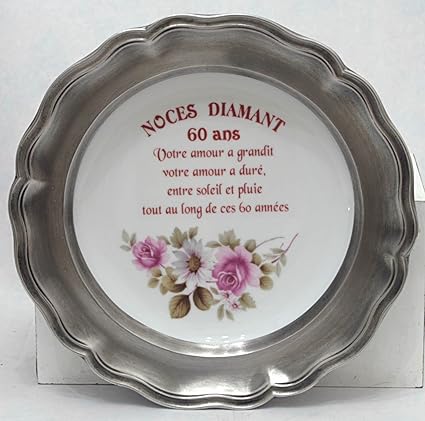 NOCES DIAMANT
60 ans
Votre amour a grandit
votre amour a duré,
entre soleil et pluie
tout au long de ces 60 années